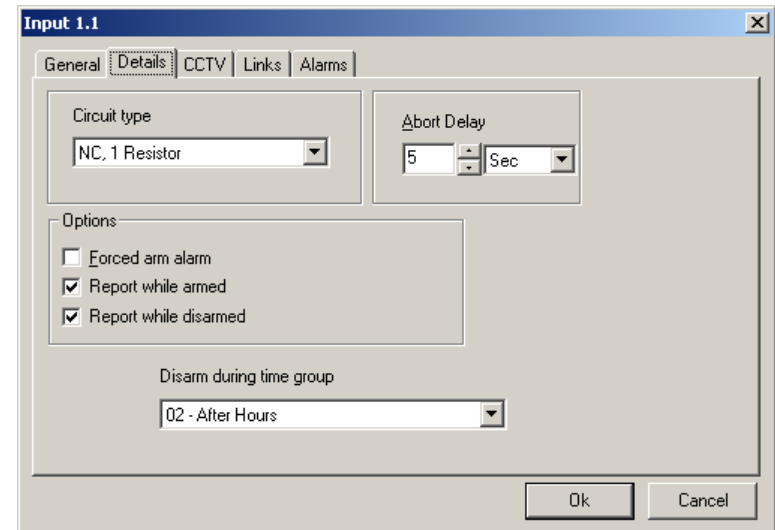 Input 1.1
General Details CCTV Links Alarms
Circuit type
NC, 1 Resistor
Abort Delay
5 Sec
Options
Forced arm alarm
Report while armed
Report while disarmed
Disarm during time group
02 - After Hours
Ok Cancel